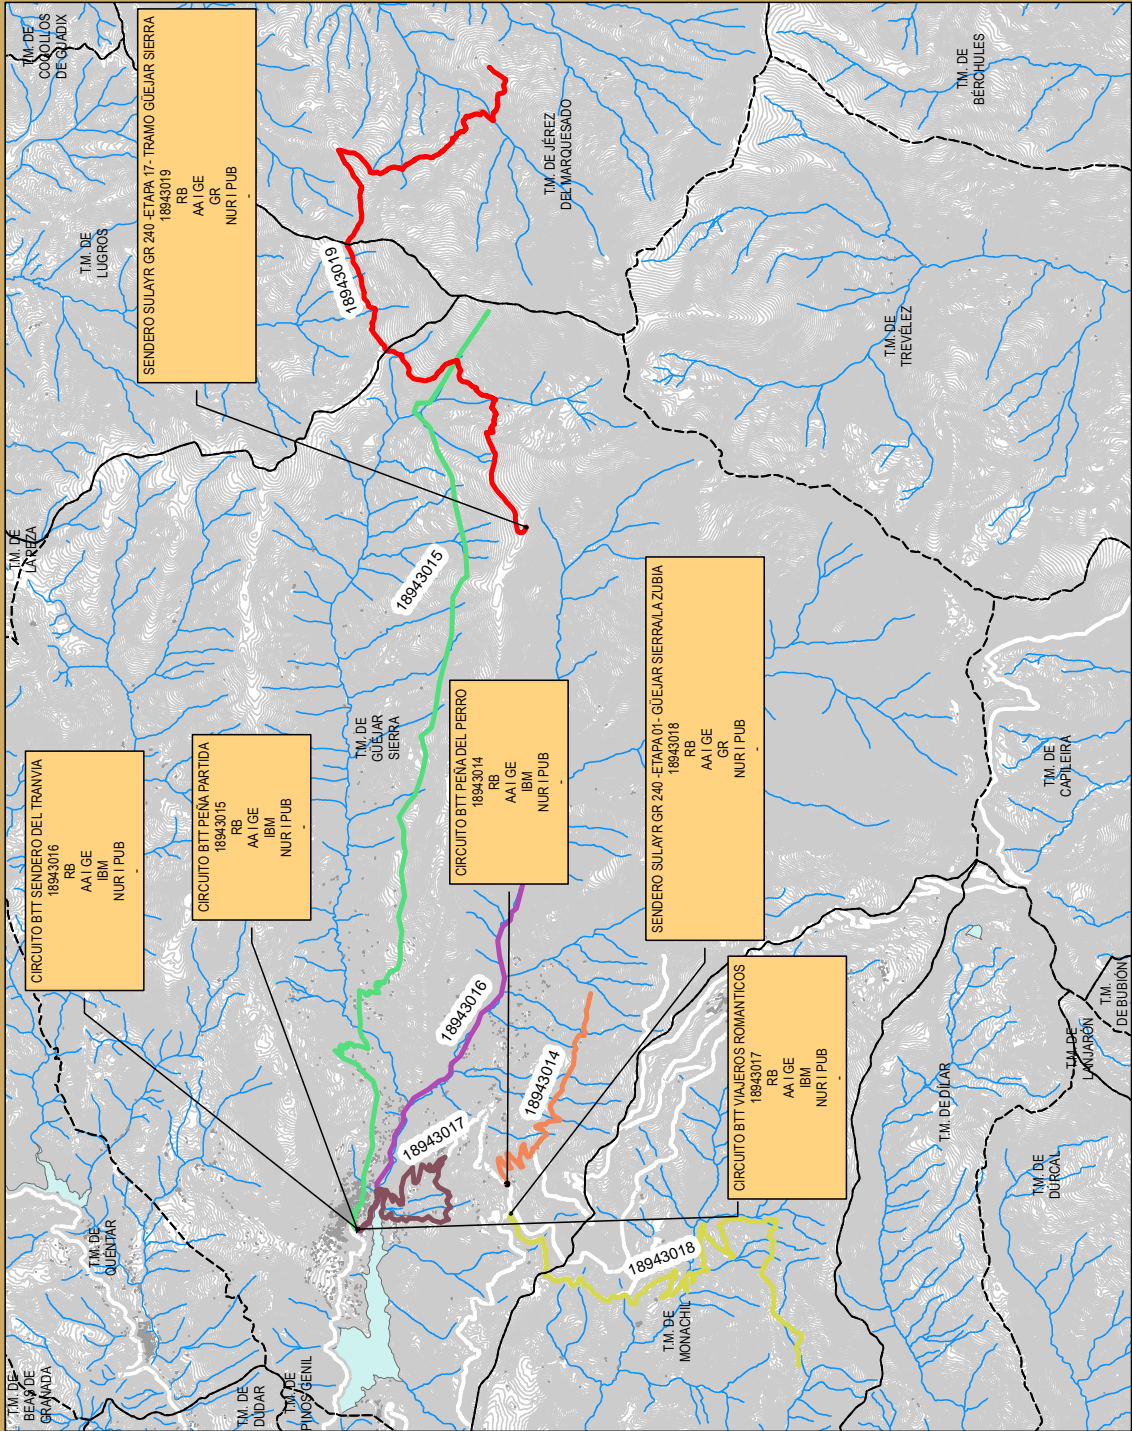 T.M. DE
COGOLLOS
DE GUADIX
SENDERO SULAYR GR 240 -ETAPA 17- TRAMO GÜEJAR SIERRA
18943019
RB
AA I GE
GR
NUR I PUB
-
T.M. DE
LUGROS
T.M. DE
BÉRCHULES
T.M. DE JÉREZ
DEL MARQUESADO
18943019
T.M. DE
TREVÉLEZ
T.M. DE
LA PEZA
18943015
CIRCUITO BTT SENDERO DEL TRANVIA
18943016
RB
AA I GE
IBM
NUR I PUB
-
CIRCUITO BTT PEÑA PARTIDA
18943015
RB
AA I GE
IBM
NUR I PUB
-
T.M. DE
GÜÉJAR
SIERRA
CIRCUITO BTT PEÑA DEL PERRO
18943014
RB
AA I GE
IBM
NUR I PUB
-
SENDERO SULAYR GR 240 -ETAPA 01- GÜEJAR SIERRA/LA ZUBIA
18943018
RB
AA I GE
GR
NUR I PUB
-
T.M. DE
CAPILEIRA
18943016
18943014
18943017
CIRCUITO BTT VIAJEROS ROMANTICOS
18943017
RB
AA I GE
IBM
NUR I PUB
-
T.M.
DE BUBIÓN
T.M. DE
LANJARÓN
T.M. DE DÍLAR
T.M. DE
DÚRCAL
T.M. DE
QUÉNTAR
18943018
T.M. DE
MONACHIL
T.M. DE
BEAS DE
GRANADA
T.M. DE
DÚDAR
T.M. DE
PINOS GENIL